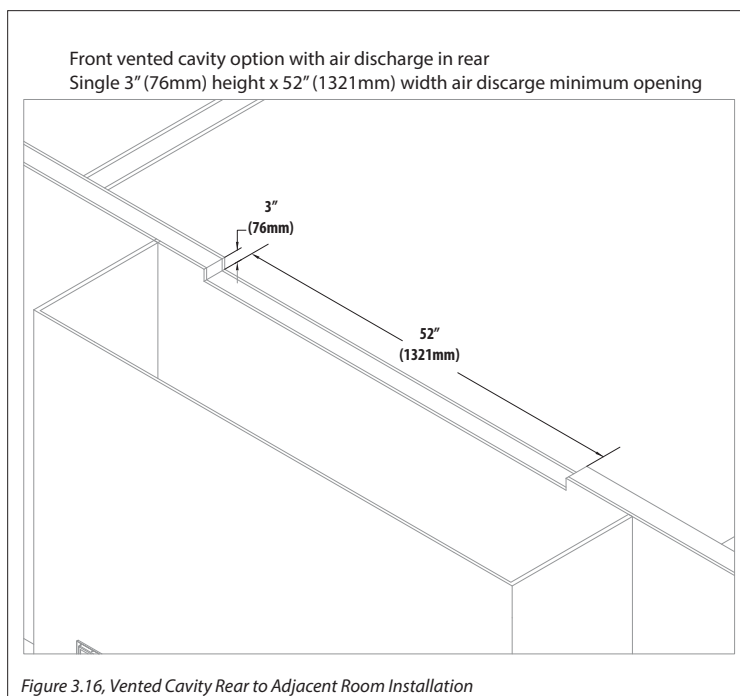 Front vented cavity option with air discharge in rear
Single 3” (76mm) height x 52” (1321mm) width air discarge minimum opening
3”
(76mm)
52”
(1321mm)
Figure 3.16, Vented Cavity Rear to Adjacent Room Installation